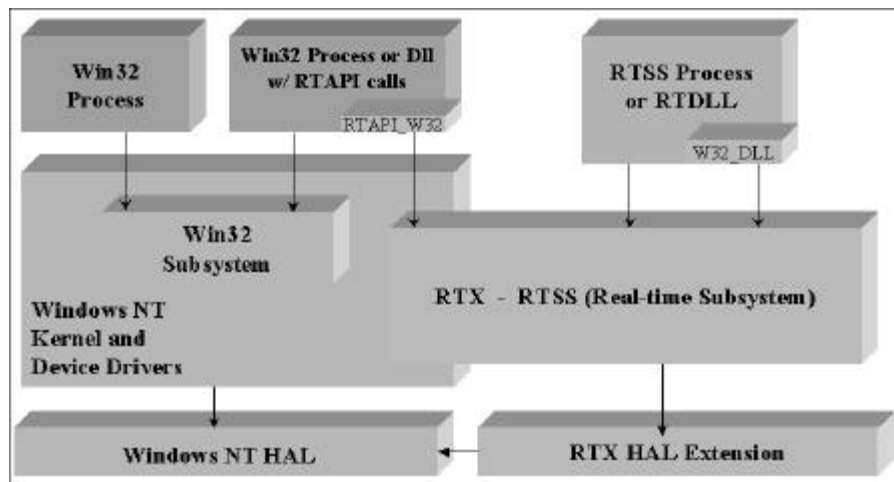 Win32
Process
Win32 Process or Dll
w/ RTAPI calls
RTAPI_W32
RTSS Process
or RTDLL
W32_DLL
Win32
Subsystem
Windows NT
Kernel and
Device Drivers
RTX - RTSS (Real-time Subsystem)
Windows NT HAL
RTX HAL Extension